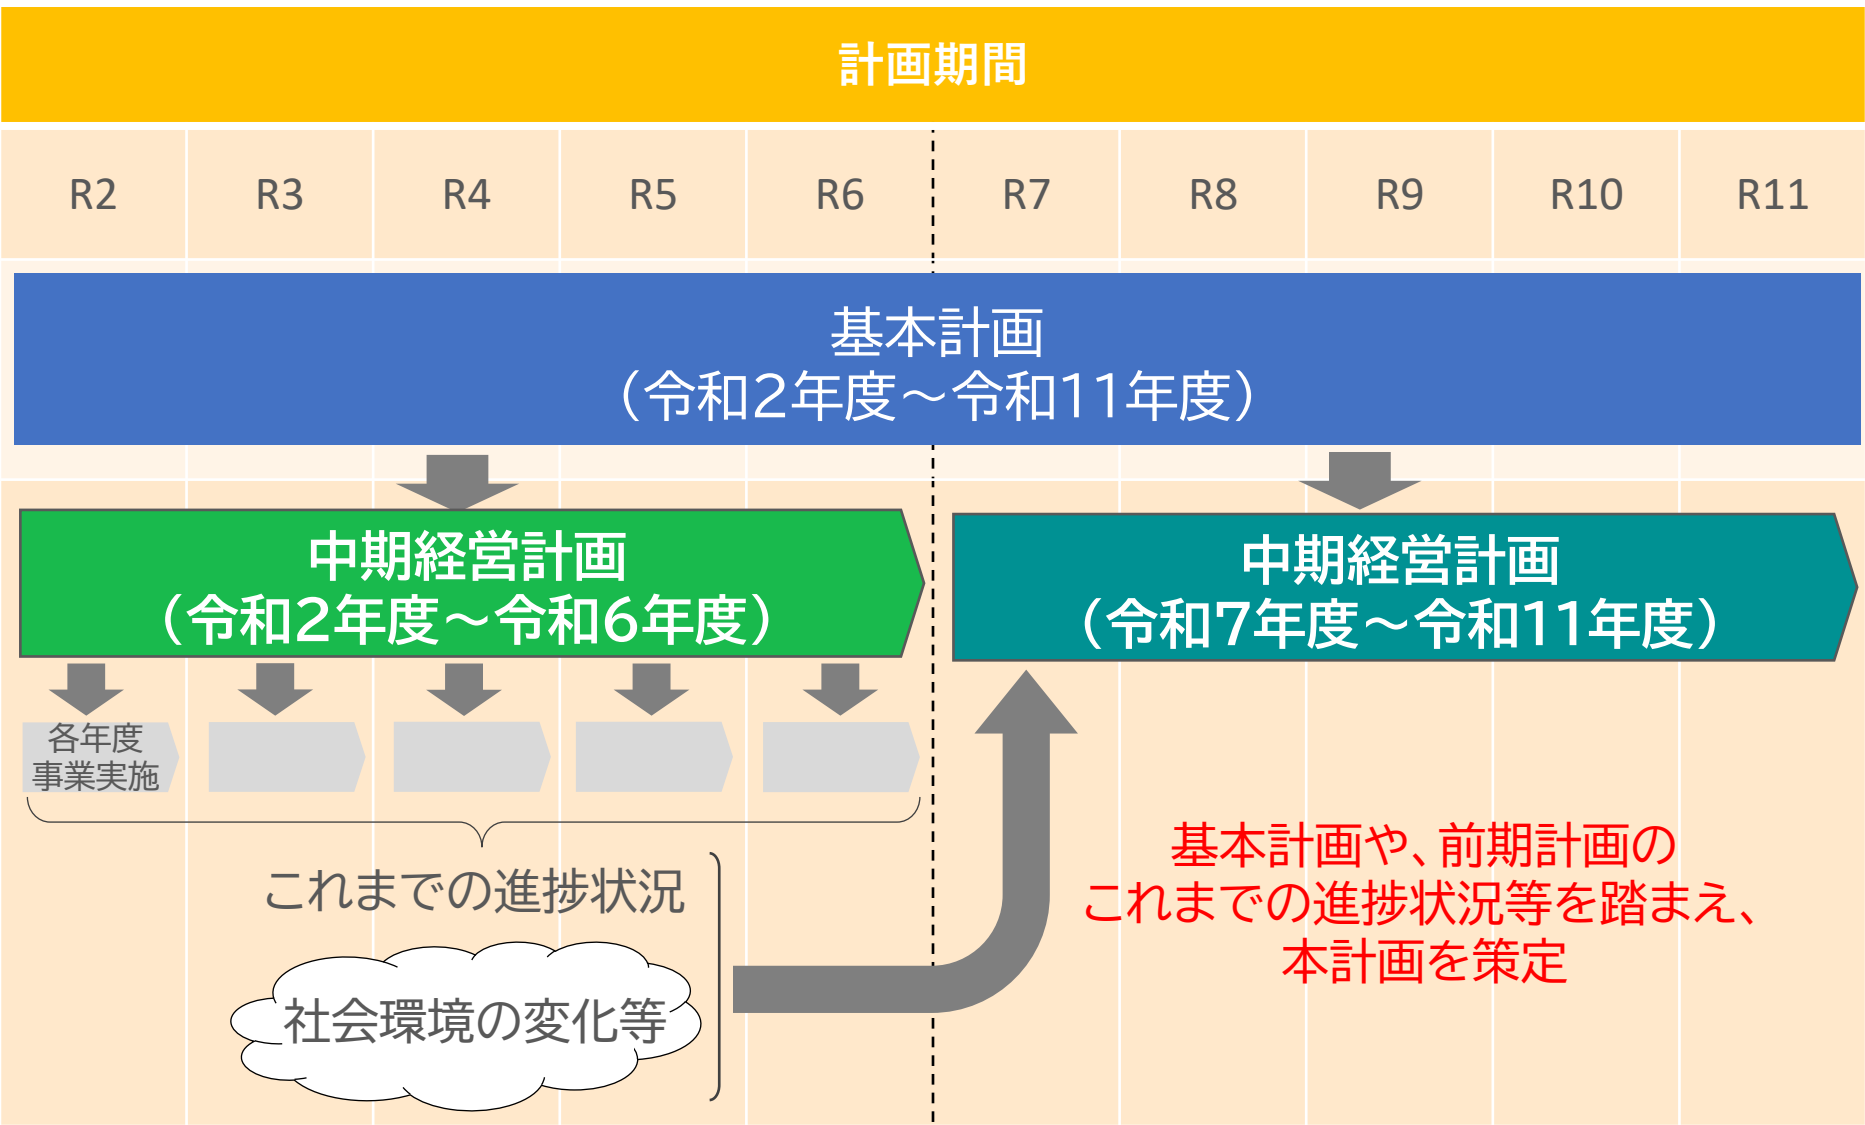 計画期間
R2 R3 R4 R5 R6 R7 R8 R9 R10 R11
基本計画
（令和2年度～令和11年度）
中期経営計画
（令和2年度～令和6年度）
中期経営計画
（令和7年度～令和11年度）
各年度
事業実施
これまでの進捗状況
社会環境の変化等
基本計画や、前期計画の
これまでの進捗状況等を踏まえ、
本計画を策定